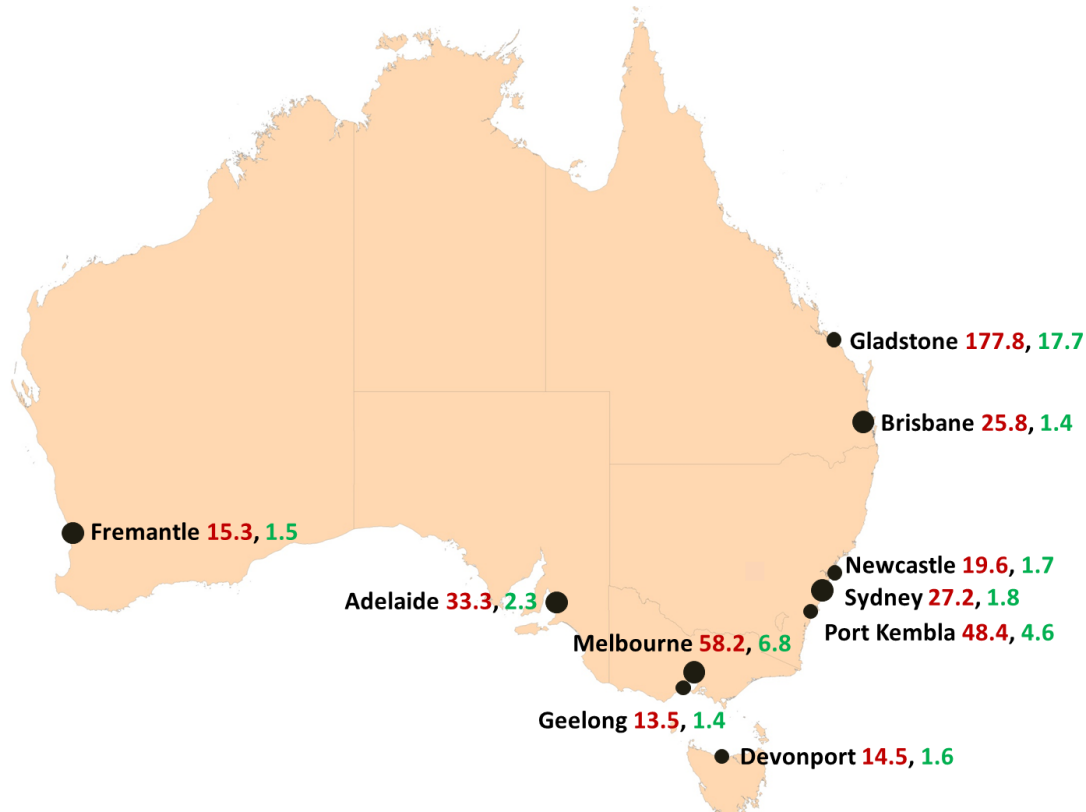 Gladstone 177.8, 17.7
Brisbane 25.8, 1.4
Fremantle 15.3, 1.5
Newcastle 19.6, 1.7
Adelaide 33.3, 2.3
Sydney 27.2, 1.8
Port Kembla 48.4, 4.6
Melbourne 58.2, 6.8
Geelong 13.5, 1.4
Devonport 14.5, 1.6